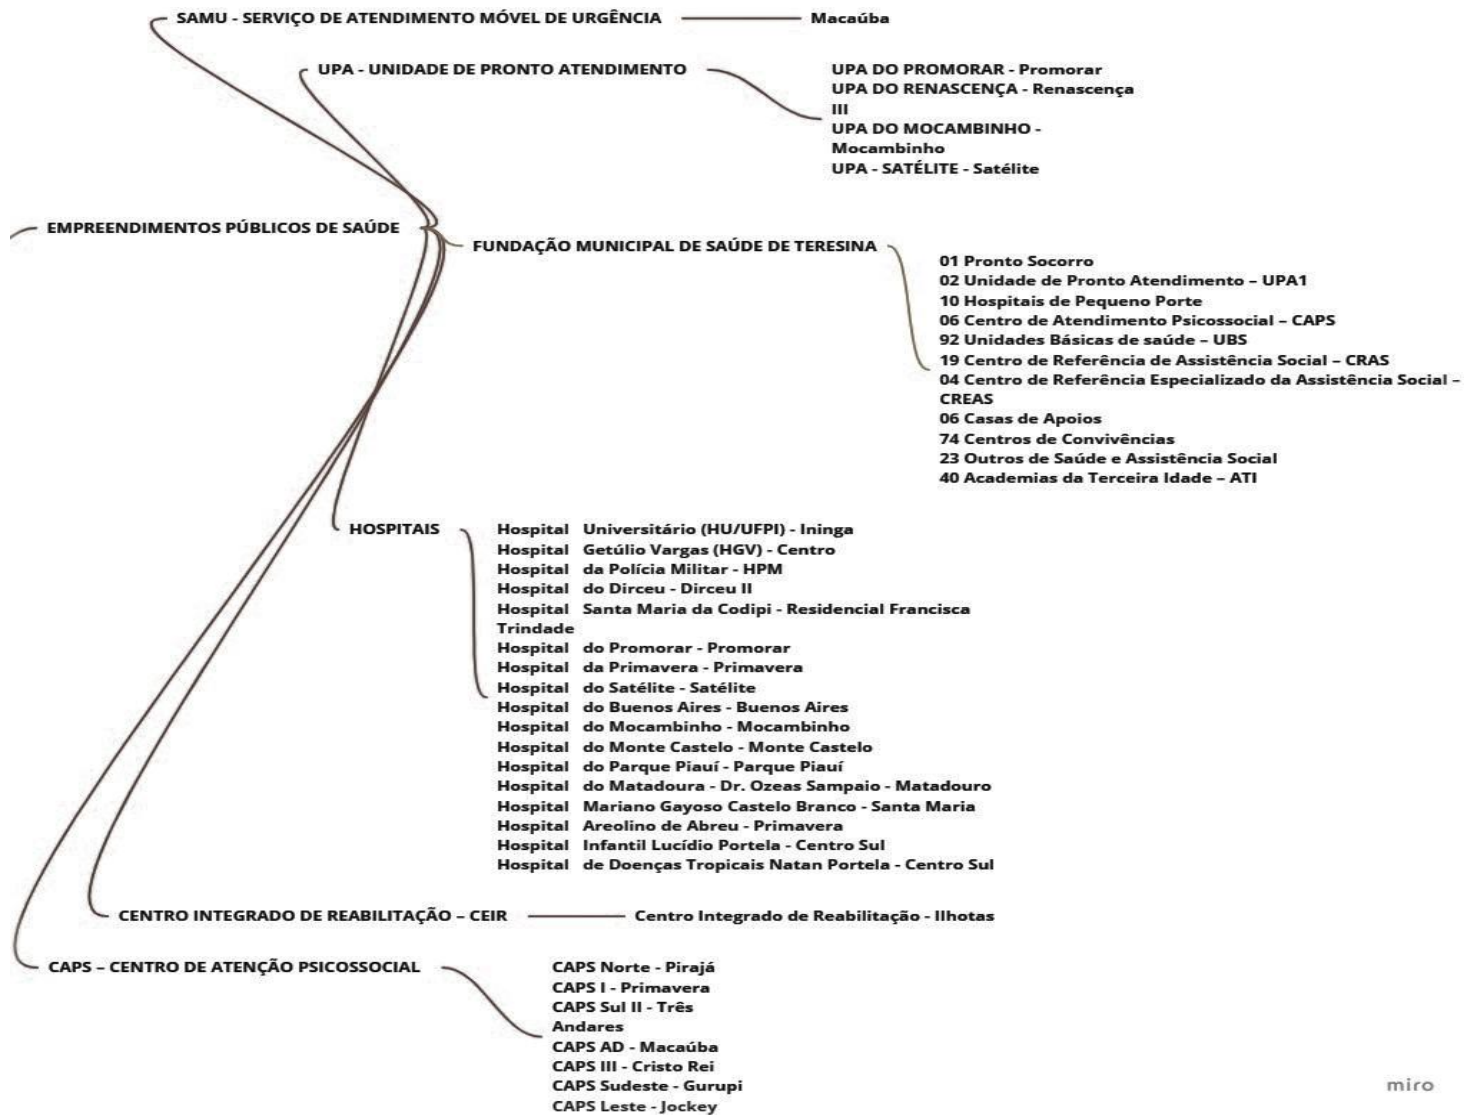 SAMU - SERVIÇO DE ATENDIMENTO MÓVEL DE URGÊNCIA
Macaúba
UPA - UNIDADE DE PRONTO ATENDIMENTO
UPA DO PROMORAR - Promorar
UPA DO RENASCENÇA - Renascença
III
UPA DO MOCAMBINHO -
Mocambinho
UPA - SATÉLITE - Satélite
EMPREENDIMENTOS PÚBLICOS DE SAÚDE
FUNDAÇÃO MUNICIPAL DE SAÚDE DE TERESINA
01 Pronto Socorro
02 Unidade de Pronto Atendimento – UPA1
10 Hospitais de Pequeno Porte
06 Centro de Atendimento Psicossocial – CAPS
92 Unidades Básicas de saúde – UBS
19 Centro de Referência de Assistência Social – CRAS
04 Centro de Referência Especializado da Assistência Social –
CREAS
06 Casas de Apoios
74 Centros de Convivências
23 Outros de Saúde e Assistência Social
40 Academias da Terceira Idade – ATI
HOSPITAIS
Hospital Universitário (HU/UFPI) - Ininga
Hospital Getúlio Vargas (HGV) - Centro
Hospital da Polícia Militar - HPM
Hospital do Dirceu - Dirceu II
Hospital Santa Maria da Codipi - Residencial Francisca
Trindade
Hospital do Promorar - Promorar
Hospital da Primavera - Primavera
Hospital do Satélite - Satélite
Hospital do Buenos Aires - Buenos Aires
Hospital do Mocambinho - Mocambinho
Hospital do Monte Castelo - Monte Castelo
Hospital do Parque Piauí - Parque Piauí
Hospital do Matadoura - Dr. Ozeas Sampaio - Matadouro
Hospital Mariano Gayoso Castelo Branco - Santa Maria
Hospital Areolino de Abreu - Primavera
Hospital Infantil Lucídio Portela - Centro Sul
Hospital de Doenças Tropicais Natan Portela - Centro Sul
CENTRO INTEGRADO DE REABILITAÇÃO – CEIR
Centro Integrado de Reabilitação - Ilhotas
CAPS – CENTRO DE ATENÇÃO PSICOSSOCIAL
CAPS Norte - Pirajá
CAPS I - Primavera
CAPS Sul II - Três
Andares
CAPS AD - Macaúba
CAPS III - Cristo Rei
CAPS Sudeste - Gurupi
CAPS Leste - Jockey
miro